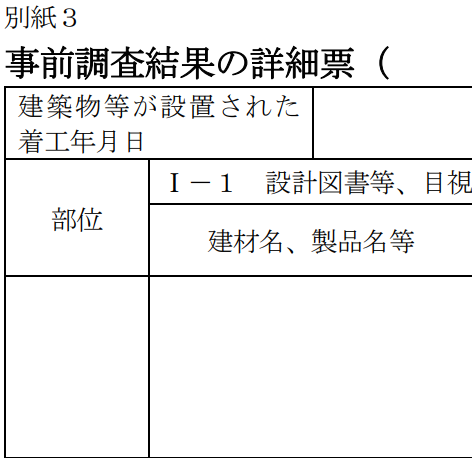 別紙３
事前調査結果の詳細票（
建築物等が設置された
着工年月日
部位
Ⅰ－１　設計図書等、目視
建材名、製品名等